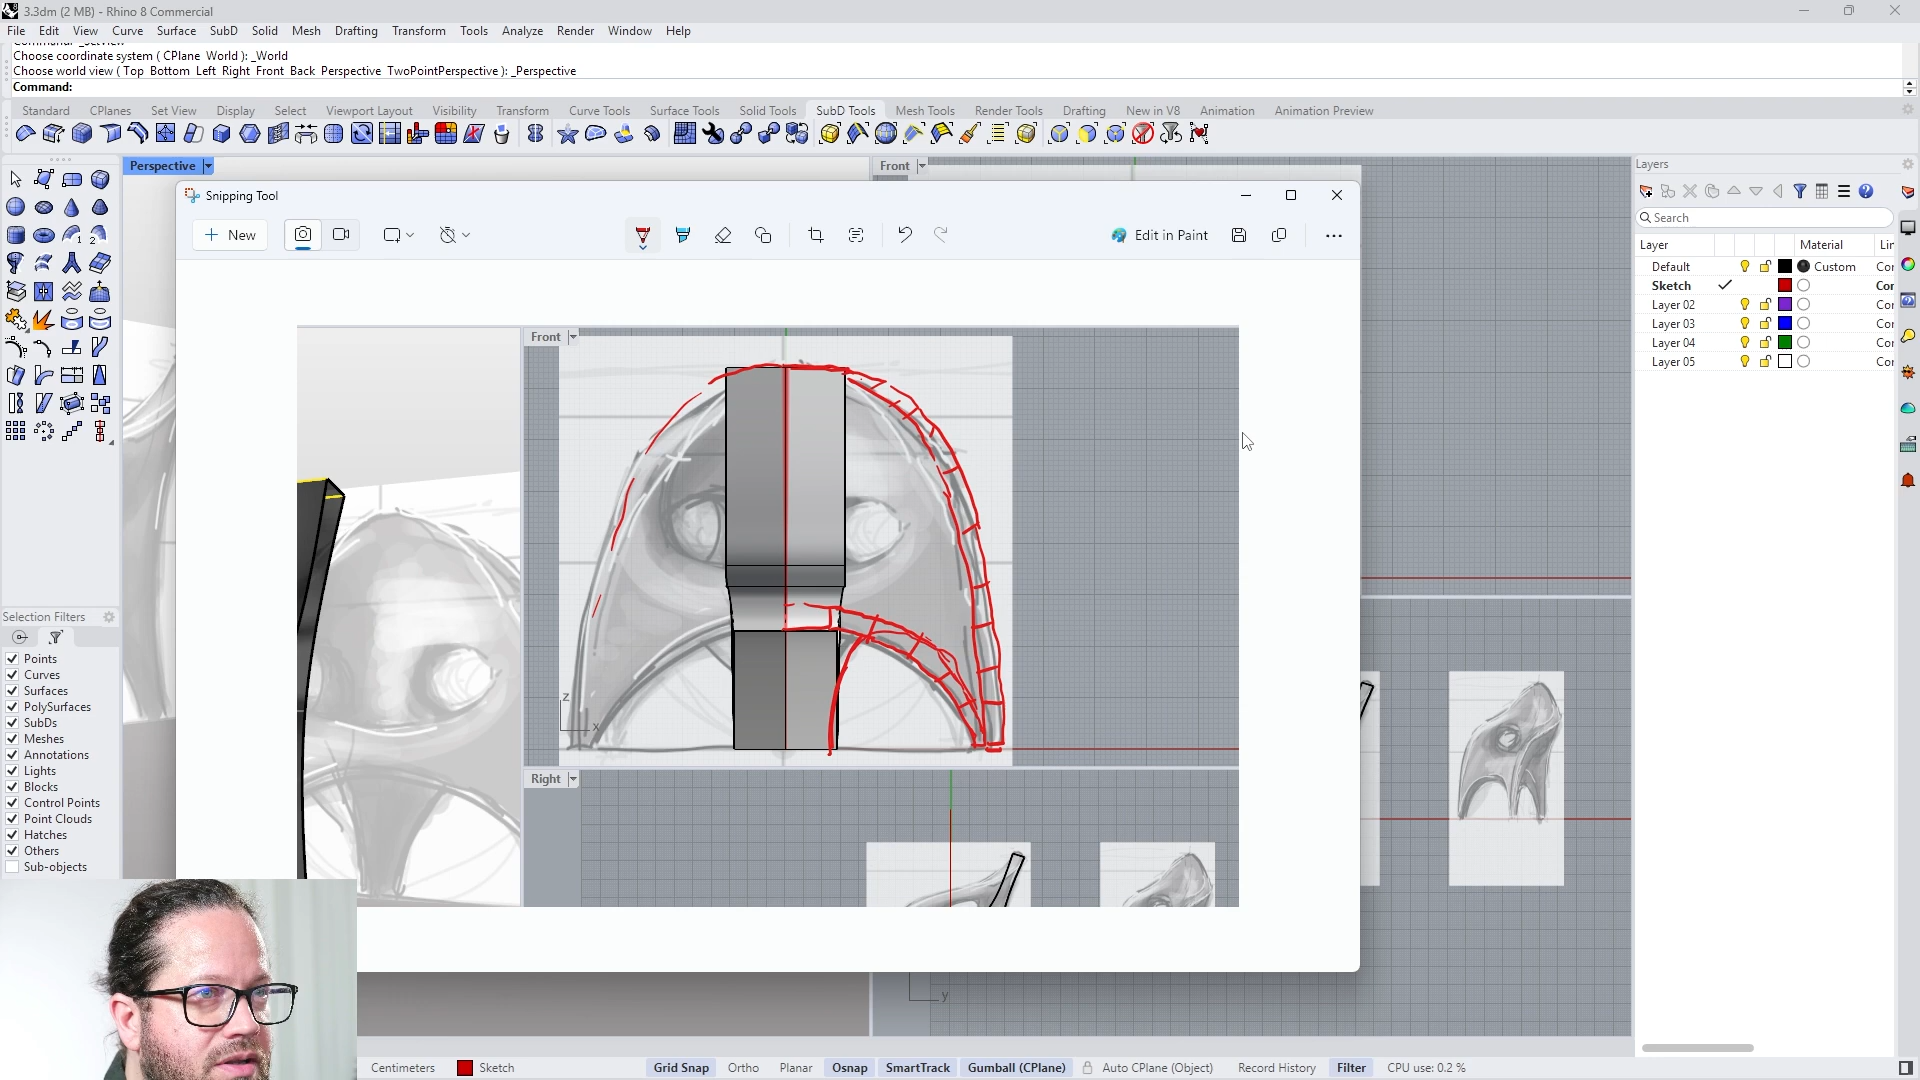 3.3dm (2 MB) - Rhino 8 Commercial
File Edit View Curve Surface SubD Solid Mesh Drafting Transform Tools Analyze Render Window Help
Choose coordinate system ( CPlane World ): _World
Choose world view ( Top Bottom Left Right Front Back Perspective TwoPointPerspective ): _Perspective
Command:
Standard CPlanes Set View Display Select Viewport Layout Visibility Transform Curve Tools Surface Tools Solid Tools SubD Tools Mesh Tools Render Tools Drafting New in V8 Animation Animation Preview
Perspective
Front
Layers
Snipping Tool
New
Edit in Paint
Search
Layer Material Lir
Default Custom Cor
Sketch Cor
Layer 02 Cor
Layer 03 Cor
Layer 04 Cor
Layer 05 Cor
Front
z
x
Right
Selection Filters
Points
Curves
Surfaces
PolySurfaces
SubDs
Meshes
Annotations
Lights
Blocks
Control Points
Point Clouds
Hatches
Others
Sub-objects
y
Centimeters Sketch Grid Snap Ortho Planar Osnap SmartTrack Gumball (CPlane) Auto CPlane (Object) Record History Filter CPU use: 0.2 %